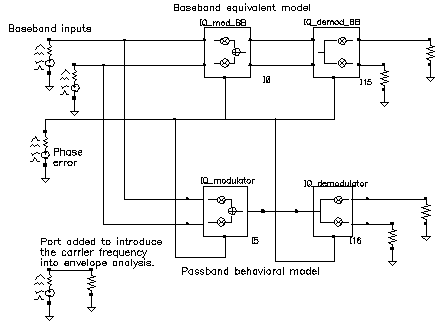 Baseband equivalent model
IQ_mod_BB
IQ_demod_BB
Baseband inputs
I0
I15
Phase
error
IQ_modulator
IQ_demodulator
Port added to introduce
the carrier frequency
into envelope analysis.
I5
I16
Passband behavioral model